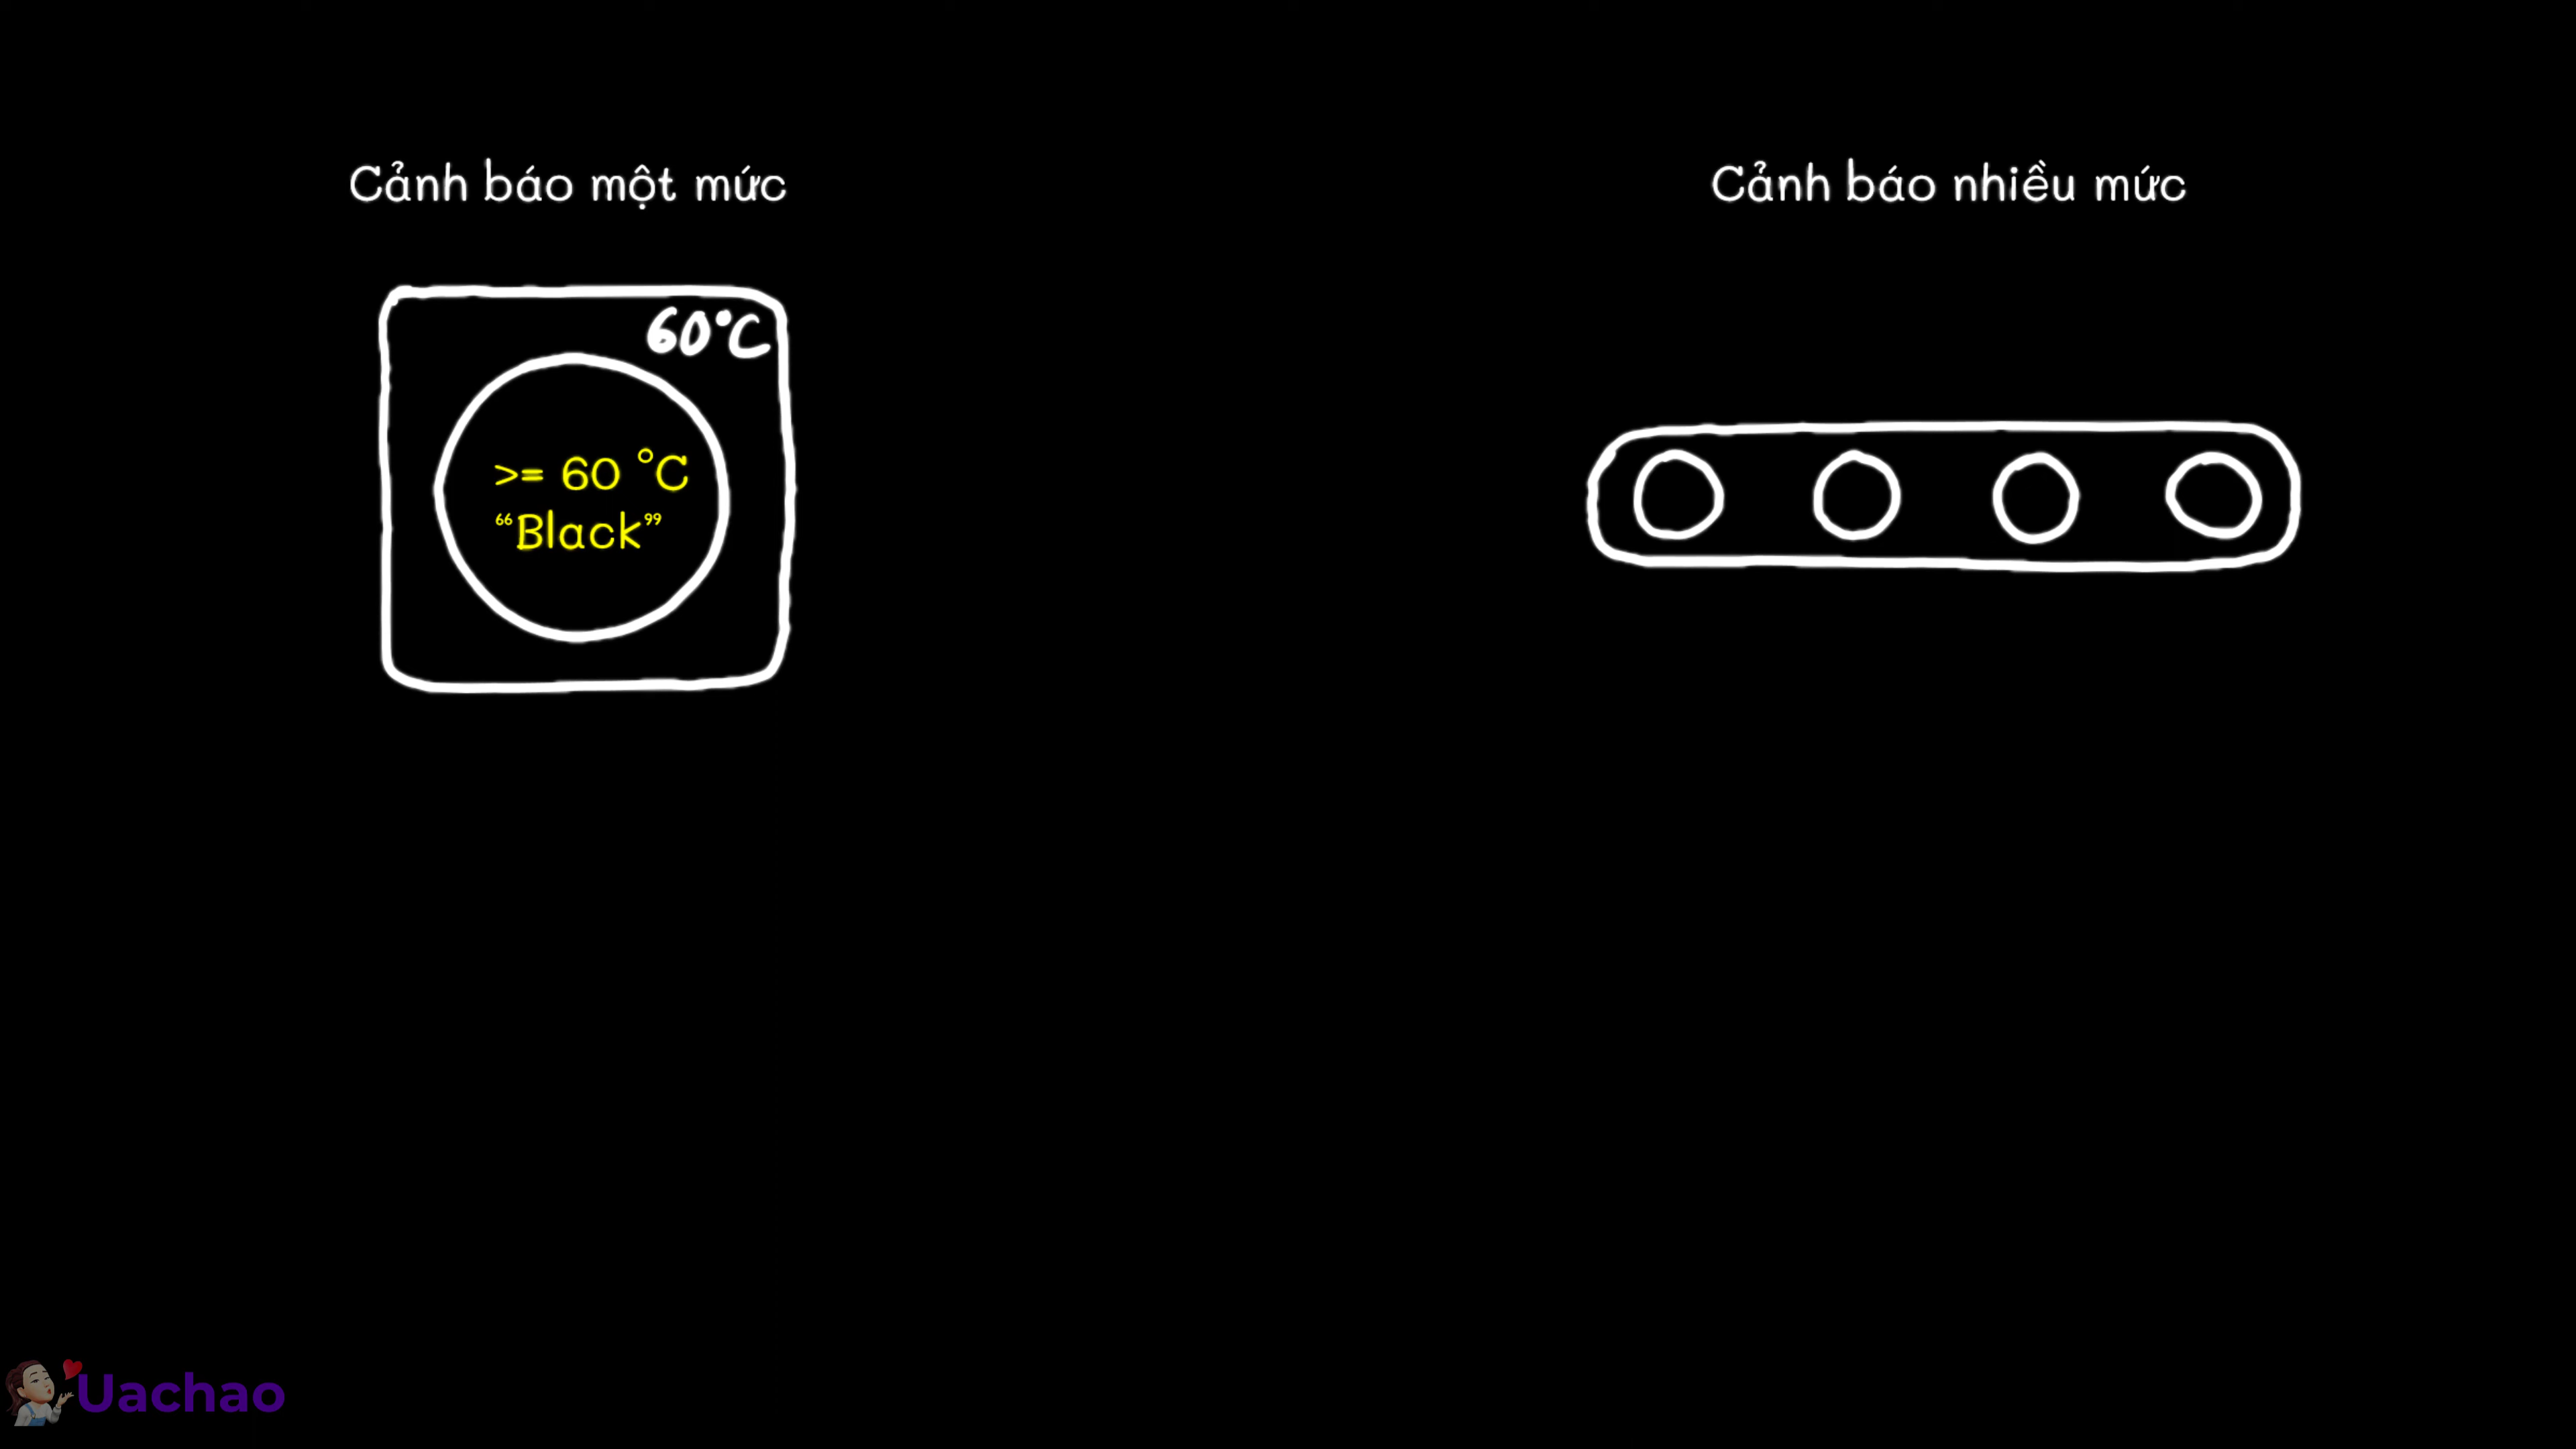 Cảnh báo một mức
Cảnh báo nhiều mức
60°C
>= 60 °C
“Black”
Uachao